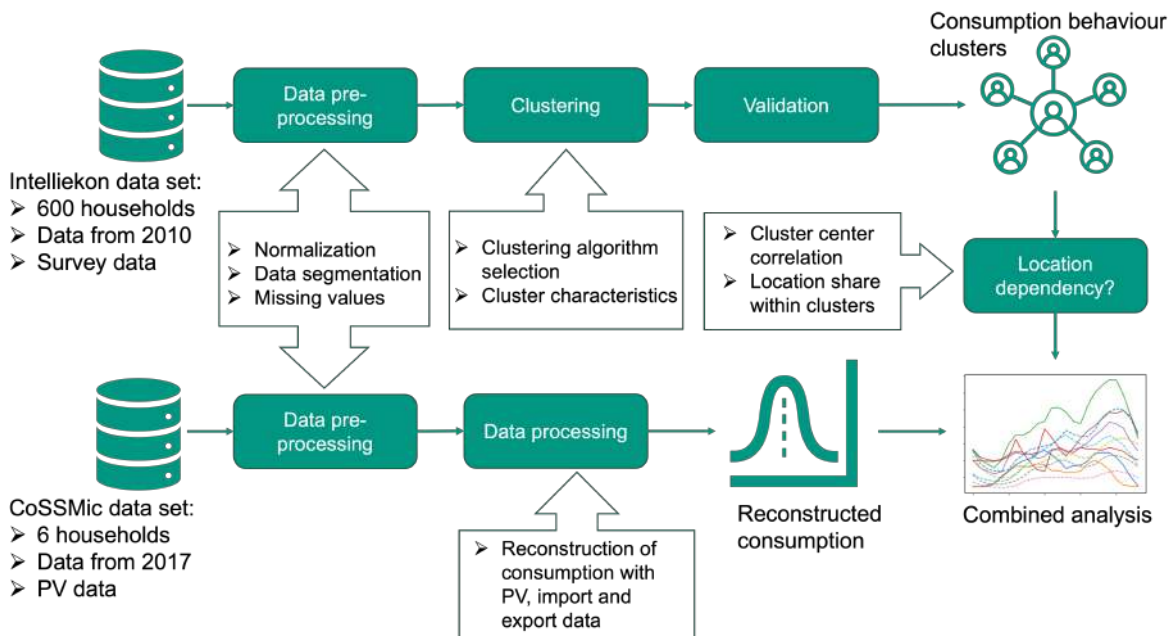 Consumption behaviour
clusters
Data pre-
processing
Clustering
Validation
Intelliekon data set:
➢ 600 households
➢ Data from 2010
➢ Survey data
➢ Normalization
➢ Data segmentation
➢ Missing values
➢ Clustering algorithm
selection
➢ Cluster characteristics
➢ Cluster center
correlation
➢ Location share
within clusters
Location
dependency?
Data pre-
processing
Data processing
CoSSMic data set:
➢ 6 households
➢ Data from 2017
➢ PV data
➢ Reconstruction of
consumption with
PV, import and
export data
Reconstructed
consumption
Combined analysis